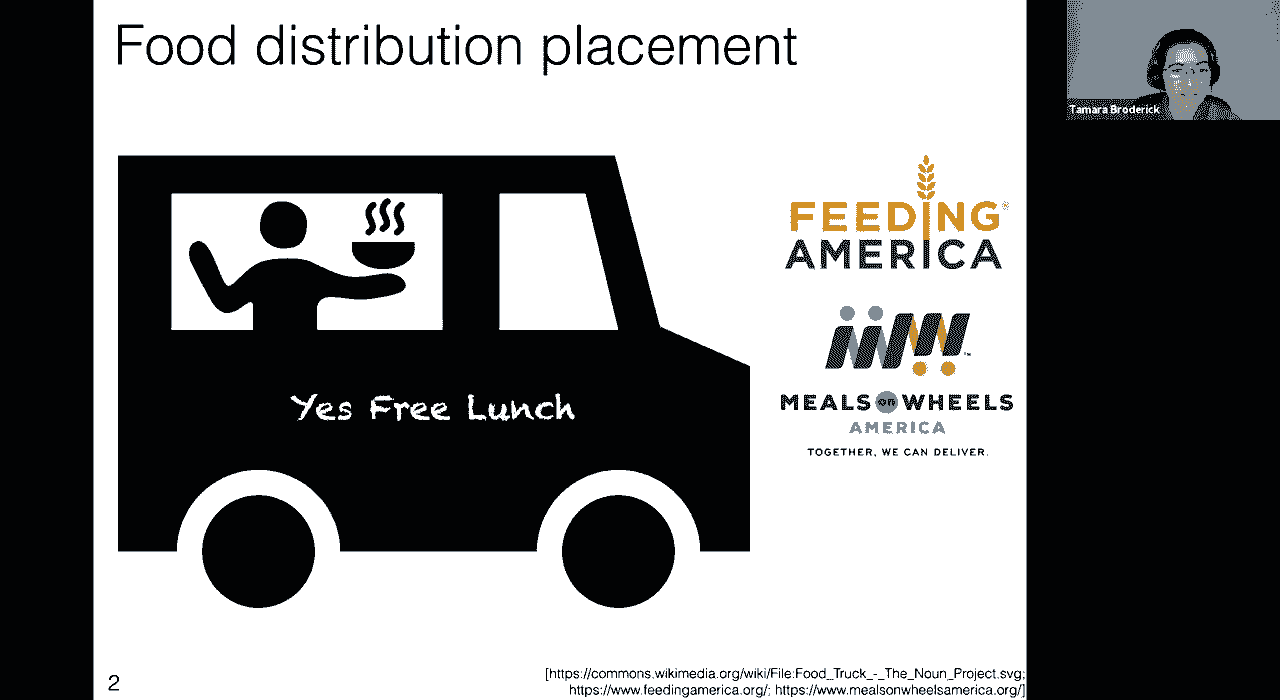 Food distribution placement
Tamara Broderick
FEEDING®
AMERICA
Yes Free Lunch
™
MEALS on WHEELS
AMERICA
TOGETHER, WE CAN DELIVER.
2
[https://commons.wikimedia.org/wiki/File:Food_Truck_-_The_Noun_Project.svg;
https://www.feedingamerica.org/; https://www.mealsonwheelsamerica.org/]